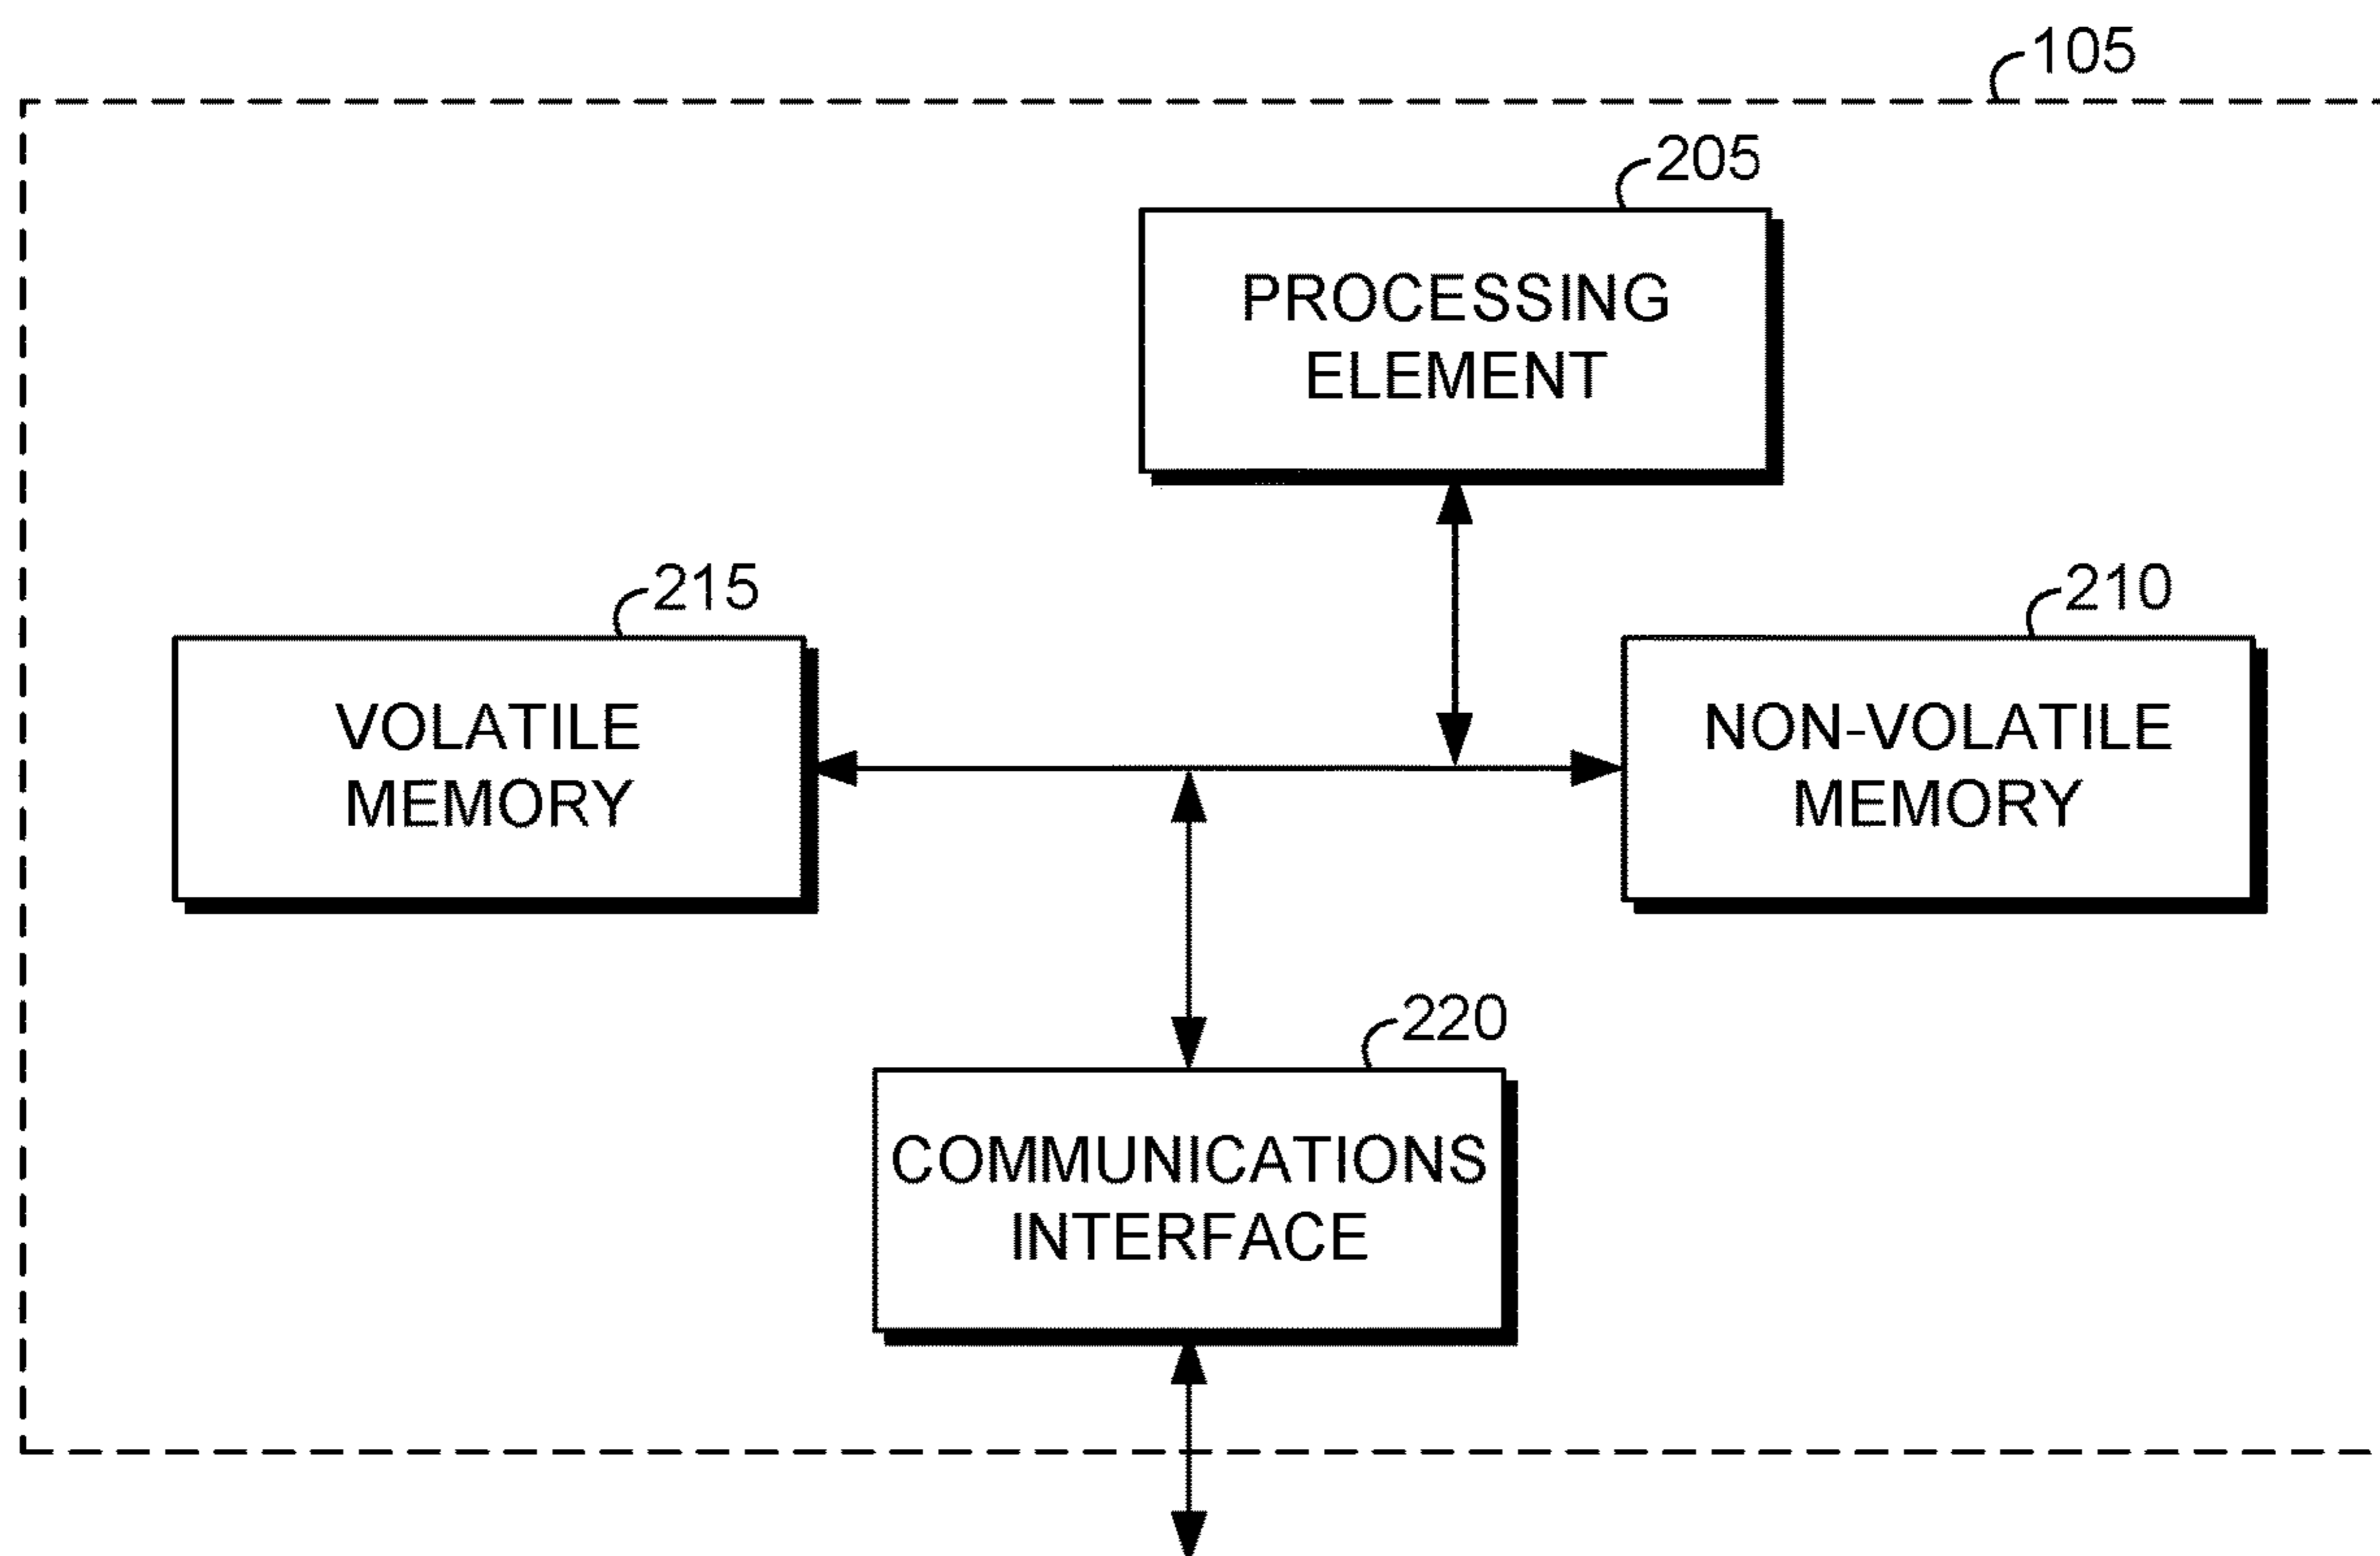 105
205
PROCESSING
ELEMENT
215
210
VOLATILE
MEMORY
NON-VOLATILE
MEMORY
220
COMMUNICATIONS
INTERFACE